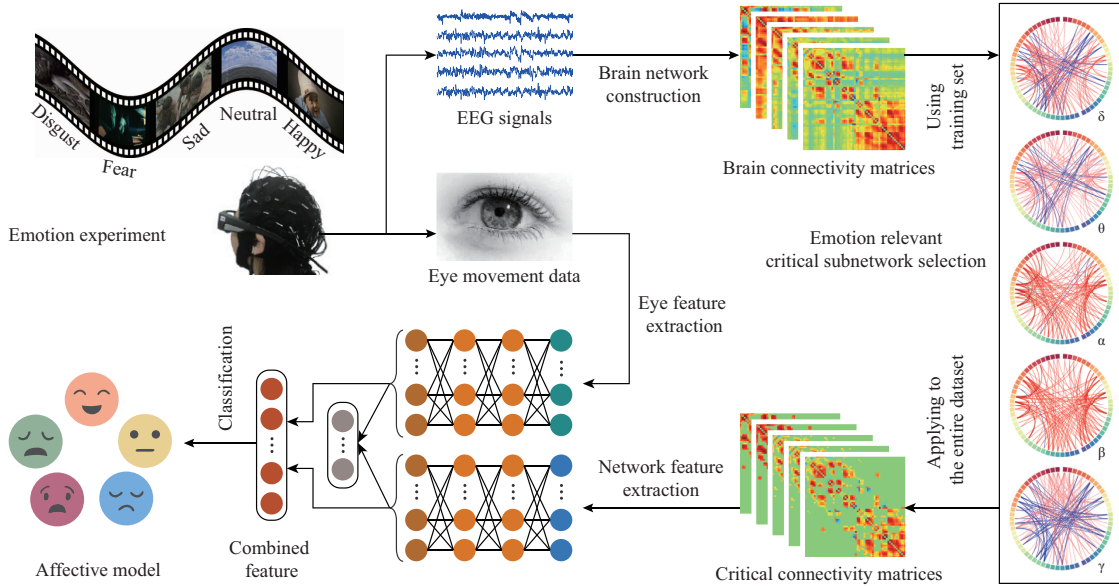 Disgust
Fear
Sad
Neutral
Happy
EEG signals
Brain network
construction
Brain connectivity matrices
Using
training set
δ
θ
α
β
γ
Emotion experiment
Eye movement data
Emotion relevant
critical subnetwork selection
Eye feature
extraction
Classification
Applying to
the entire dataset
Network feature
extraction
Affective model
Combined
feature
Critical connectivity matrices